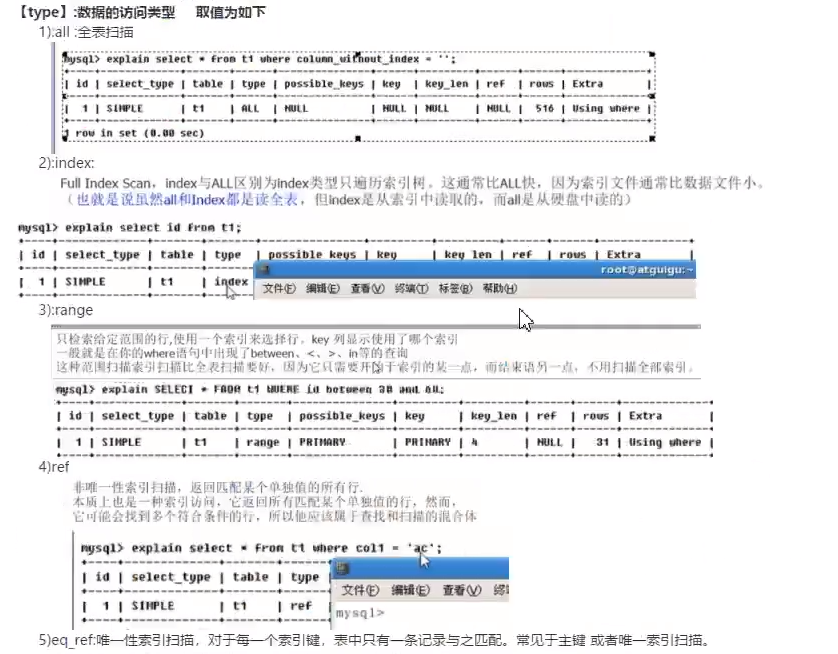 【type】:数据的访问类型 取值为如下
1):all :全表扫描
mysql> explain select * from t1 where column_without_index = '';
| id | select_type | table | type | possible_keys | key | key_len | ref | rows | Extra |
| 1 | SIMPLE | t1 | ALL | NULL | NULL | NULL | NULL | 516 | Using where |
1 row in set (0.00 sec)
2):index:
Full Index Scan，index与ALL区别为index类型只遍历索引树。这通常比ALL快，因为索引文件通常比数据文件小。
（也就是说虽然all和Index都是读全表，但index是从索引中读取的，而all是从硬盘中读的）
mysql> explain select id from t1;
| id | select_type | table | type | possible_keys | key | key_len | ref | rows | Extra
root@atguigu:~
| 1 | SIMPLE | t1 | index
文件(F) 编辑(E) 查看(V) 终端(T) 标签(B) 帮助(H)
3):range
只检索给定范围的行,使用一个索引来选择行。key 列显示使用了哪个索引
一般就是在你的where语句中出现了between、<、>、in等的查询
这种范围扫描索引扫描比全表扫描要好，因为它只需要开始于索引的某一点，而结束语另一点，不用扫描全部索引。
mysql> explain SELECT * FROM t1 WHERE id between 30 and 60;
| id | select_type | table | type | possible_keys | key | key_len | ref | rows | Extra |
| 1 | SIMPLE | t1 | range | PRIMARY | PRIMARY | 4 | NULL | 31 | Using where |
4)ref
非唯一性索引扫描，返回匹配某个单独值的所有行.
本质上也是一种索引访问，它返回所有匹配某个单独值的行，然而，
它可能会找到多个符合条件的行，所以他应该属于查找和扫描的混合体
mysql> explain select * from t1 where col1 = 'ac';
| id | select_type | table | type
文件(F) 编辑(E) 查看(V)
| 1 | SIMPLE | t1 | ref
mysql>
5)eq_ref:唯一性索引扫描，对于每一个索引键，表中只有一条记录与之匹配。常见于主键 或者唯一索引扫描。